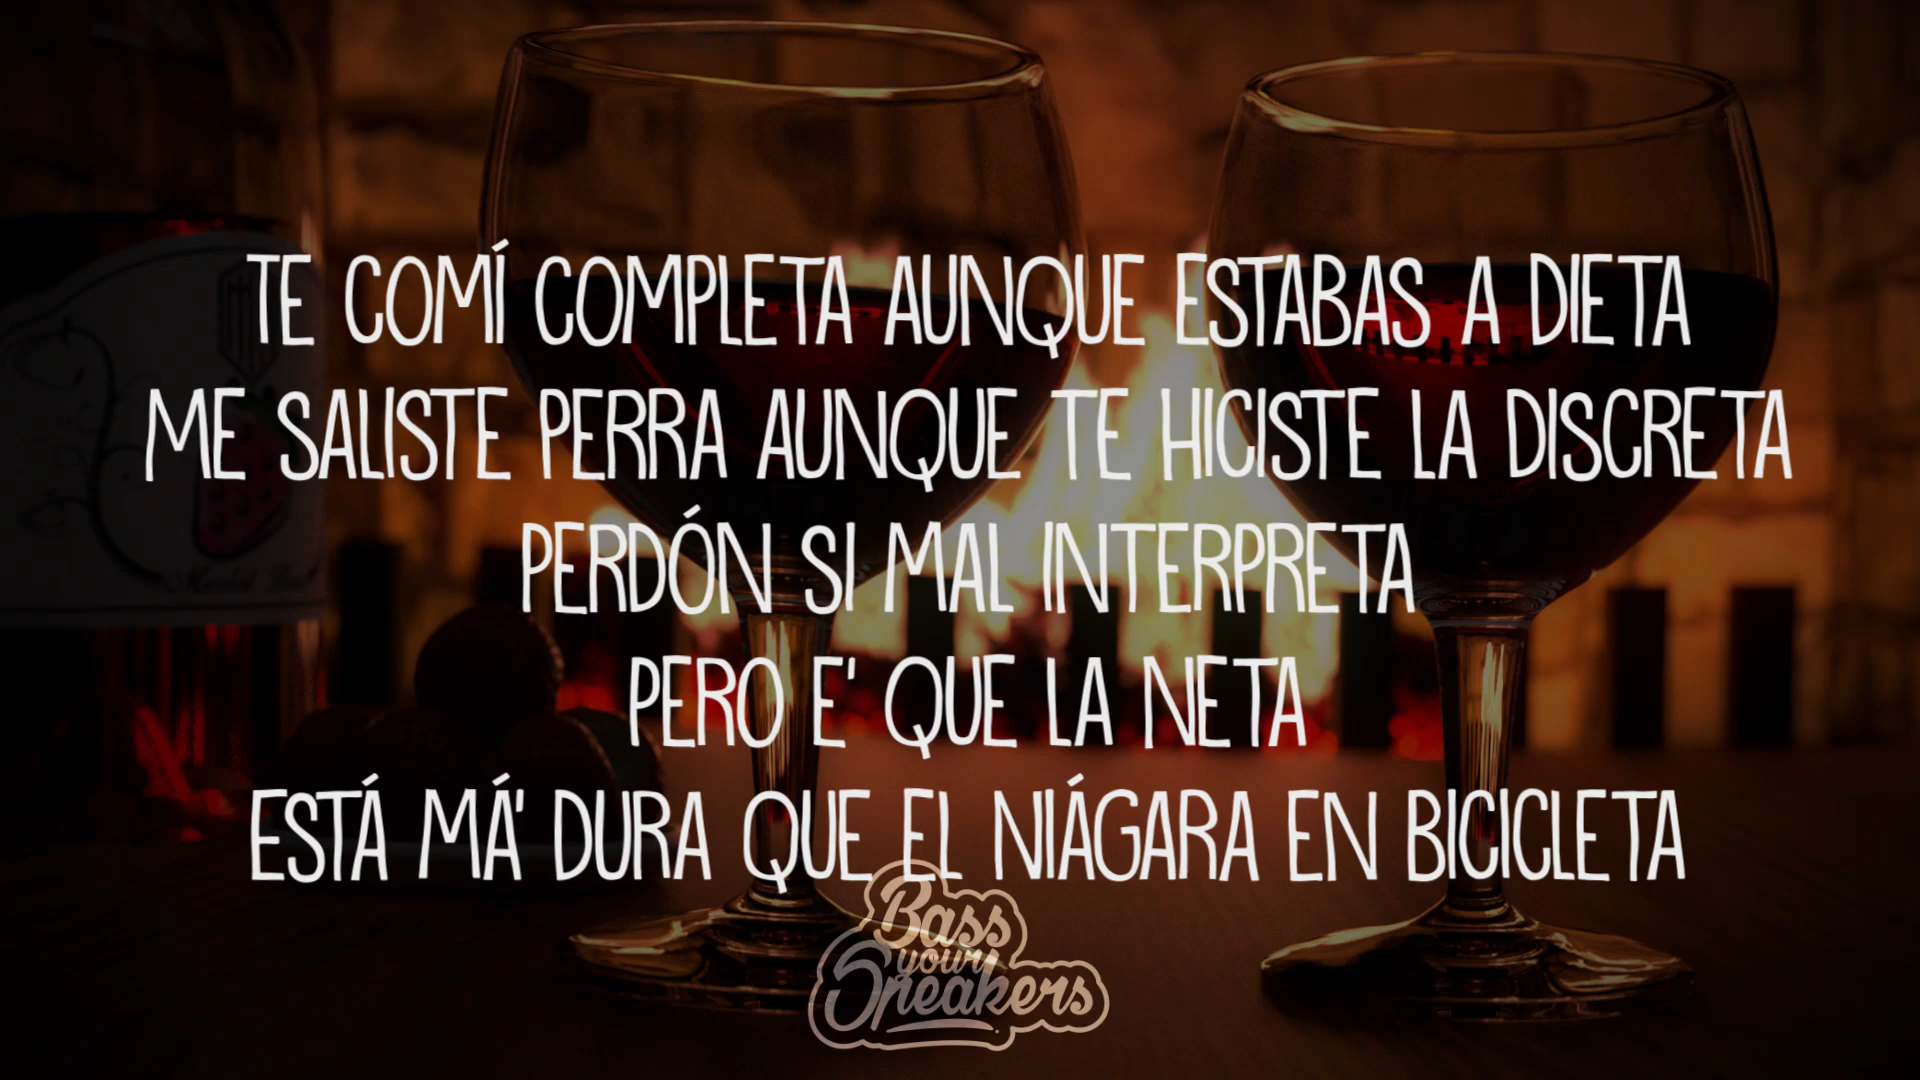 TE COMÍ COMPLETA AUNQUE ESTABAS A DIETA
ME SALISTE PERRA AUNQUE TE HICISTE LA DISCRETA
PERDÓN SI MAL INTERPRETA
PERO E' QUE LA NETA
ESTÁ MÁ' DURA QUE EL NIÁGARA EN BICICLETA
Bass
your
Sneakers